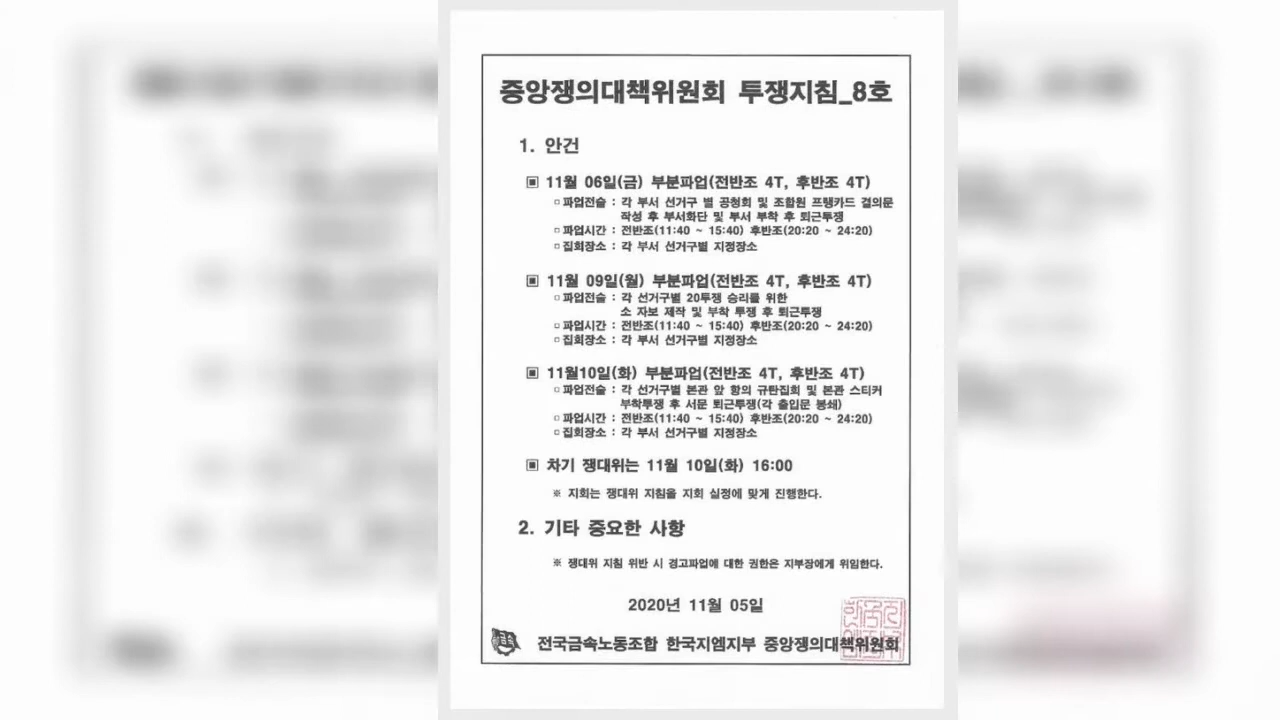 중앙쟁의대책위원회 투쟁지침_8호
1. 안건
▣ 11월 06일(금) 부분파업(전반조 4T, 후반조 4T)
▫파업전술 : 각 부서 선거구 별 공청회 및 조합원 프랭카드 결의문
작성 후 부서화단 및 부서 부착 후 퇴근투쟁
▫파업시간 : 전반조(11:40 ~ 15:40) 후반조(20:20 ~ 24:20)
▫집회장소 : 각 부서 선거구별 지정장소
▣ 11월 09일(월) 부분파업(전반조 4T, 후반조 4T)
▫파업전술 : 각 선거구별 20투쟁 승리를 위한
소 자보 제작 및 부착 투쟁 후 퇴근투쟁
▫파업시간 : 전반조(11:40 ~ 15:40) 후반조(20:20 ~ 24:20)
▫집회장소 : 각 부서 선거구별 지정장소
▣ 11월10일(화) 부분파업(전반조 4T, 후반조 4T)
▫파업전술 : 각 선거구별 본관 앞 항의 규탄집회 및 본관 스티커
부착투쟁 후 서문 퇴근투쟁(각 출입문 봉쇄)
▫파업시간 : 전반조(11:40 ~ 15:40) 후반조(20:20 ~ 24:20)
▫집회장소 : 각 부서 선거구별 지정장소
▣ 차기 쟁대위는 11월 10일(화) 16:00
※ 지회는 쟁대위 지침을 지회 실정에 맞게 진행한다.
2. 기타 중요한 사항
※ 쟁대위 지침 위반 시 경고파업에 대한 권한은 지부장에게 위임한다.
2020년 11월 05일
전국금속노동조합 한국지엠지부 중앙쟁의대책위원회